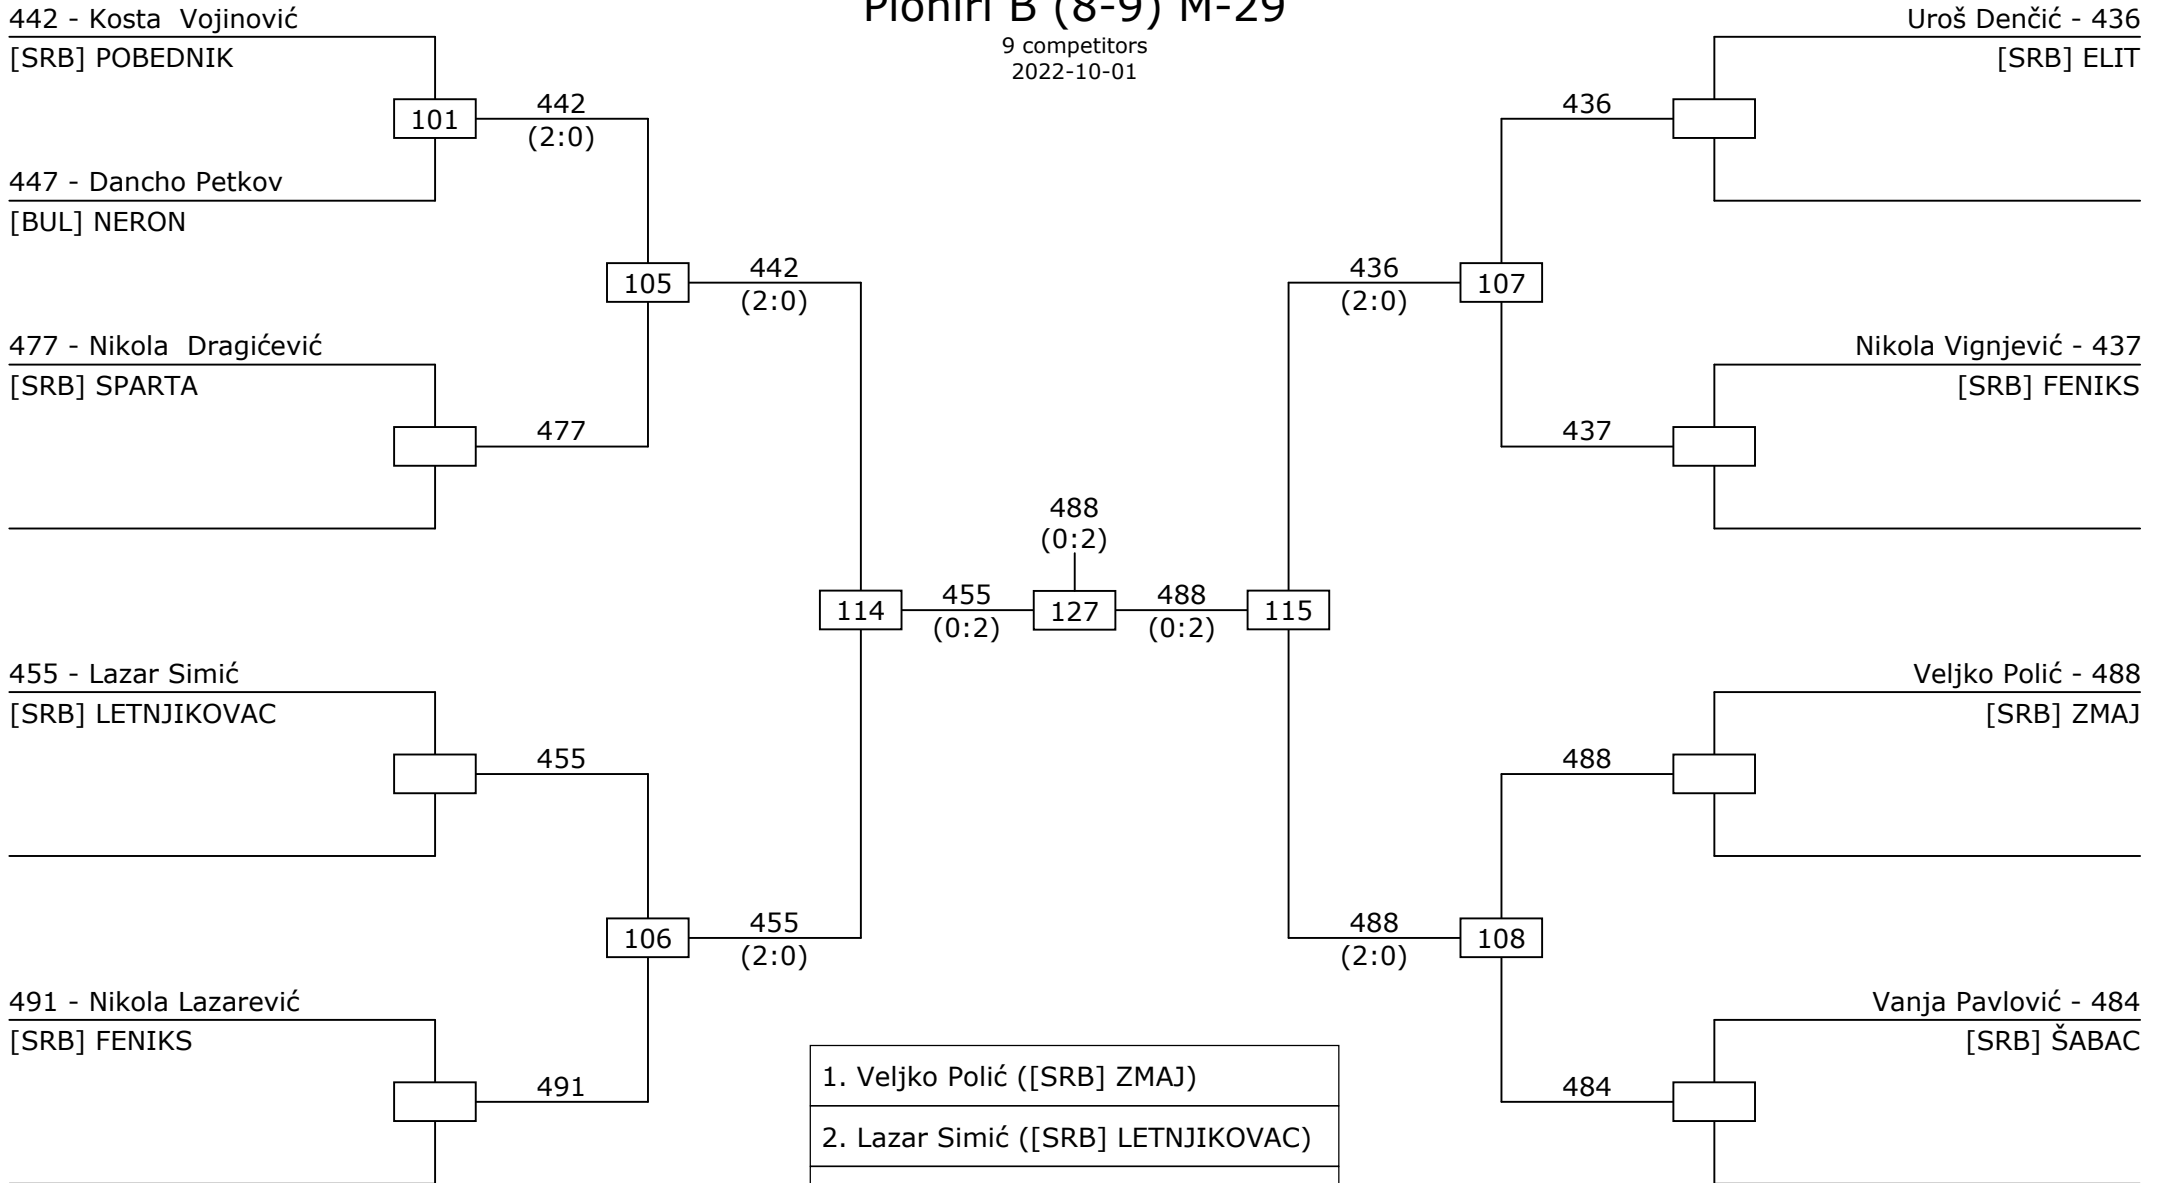 Pioniri B (8-9) M-29
9 competitors
2022-10-01
442 - Kosta  Vojinović
[SRB] POBEDNIK
101
442
(2:0)
447 - Dancho Petkov
[BUL] NERON
105
442
(2:0)
477 - Nikola  Dragićević
[SRB] SPARTA
477
114
455
(0:2)
455 - Lazar Simić
[SRB] LETNJIKOVAC
455
106
455
(2:0)
491 - Nikola Lazarević
[SRB] FENIKS
491
488
(0:2)
127
Uroš Denčić - 436
[SRB] ELIT
436
436
(2:0)
107
Nikola Vignjević - 437
[SRB] FENIKS
437
488
(0:2)
115
Veljko Polić - 488
[SRB] ZMAJ
488
488
(2:0)
108
Vanja Pavlović - 484
[SRB] ŠABAC
484
1. Veljko Polić ([SRB] ZMAJ)
2. Lazar Simić ([SRB] LETNJIKOVAC)